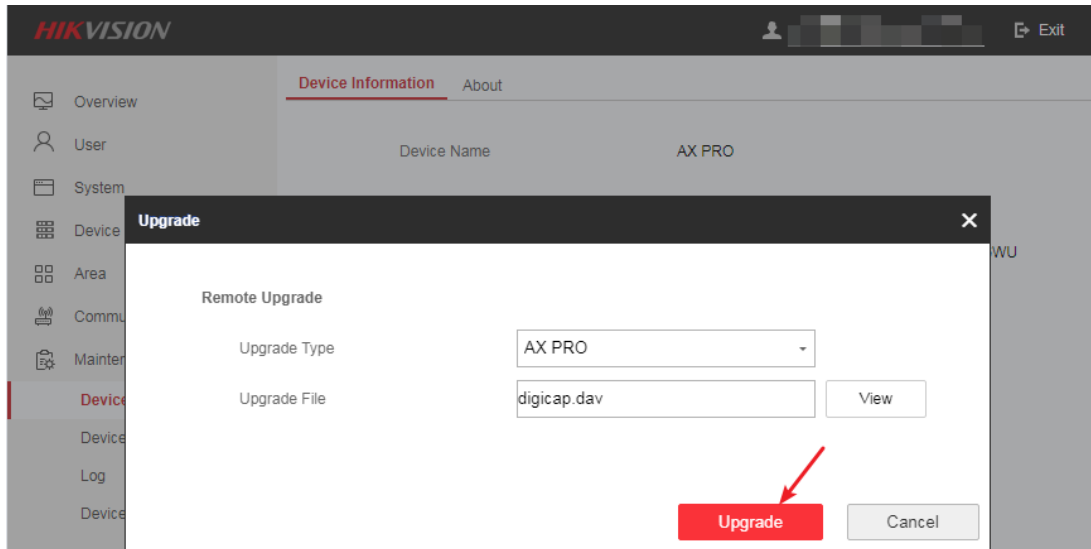 HIKVISION
Exit
Device Information About
Overview
User
Device Name AX PRO
System
Upgrade
Device
WU
Area
Remote Upgrade
Commu
Upgrade Type AX PRO
Mainten
Upgrade File digicap.dav View
Device
Device
Log
Device
Upgrade Cancel